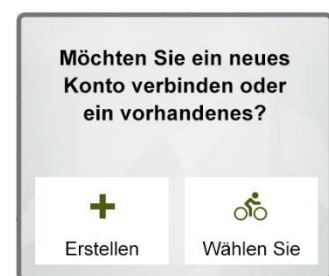 Möchten Sie ein neues
Konto verbinden oder
ein vorhandenes?
Erstellen
Wählen Sie